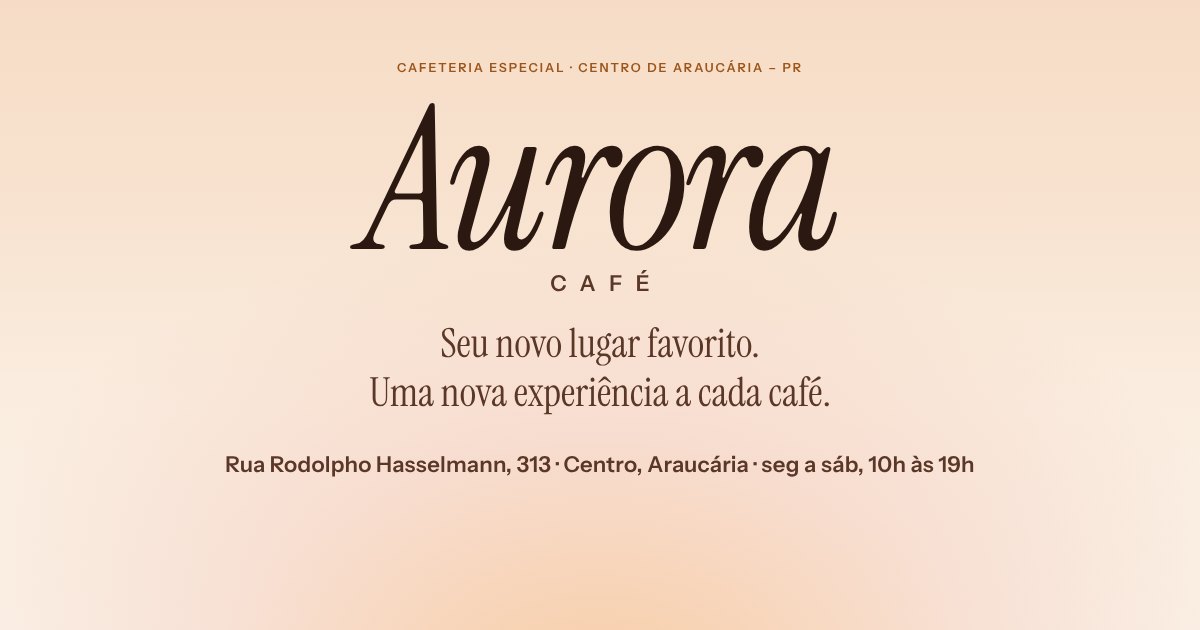 CAFETERIA ESPECIAL · CENTRO DE ARAUCÁRIA – PR
Aurora
CAFÉ
Seu novo lugar favorito.
Uma nova experiência a cada café.
Rua Rodolpho Hasselmann, 313 · Centro, Araucária · seg a sáb, 10h às 19h